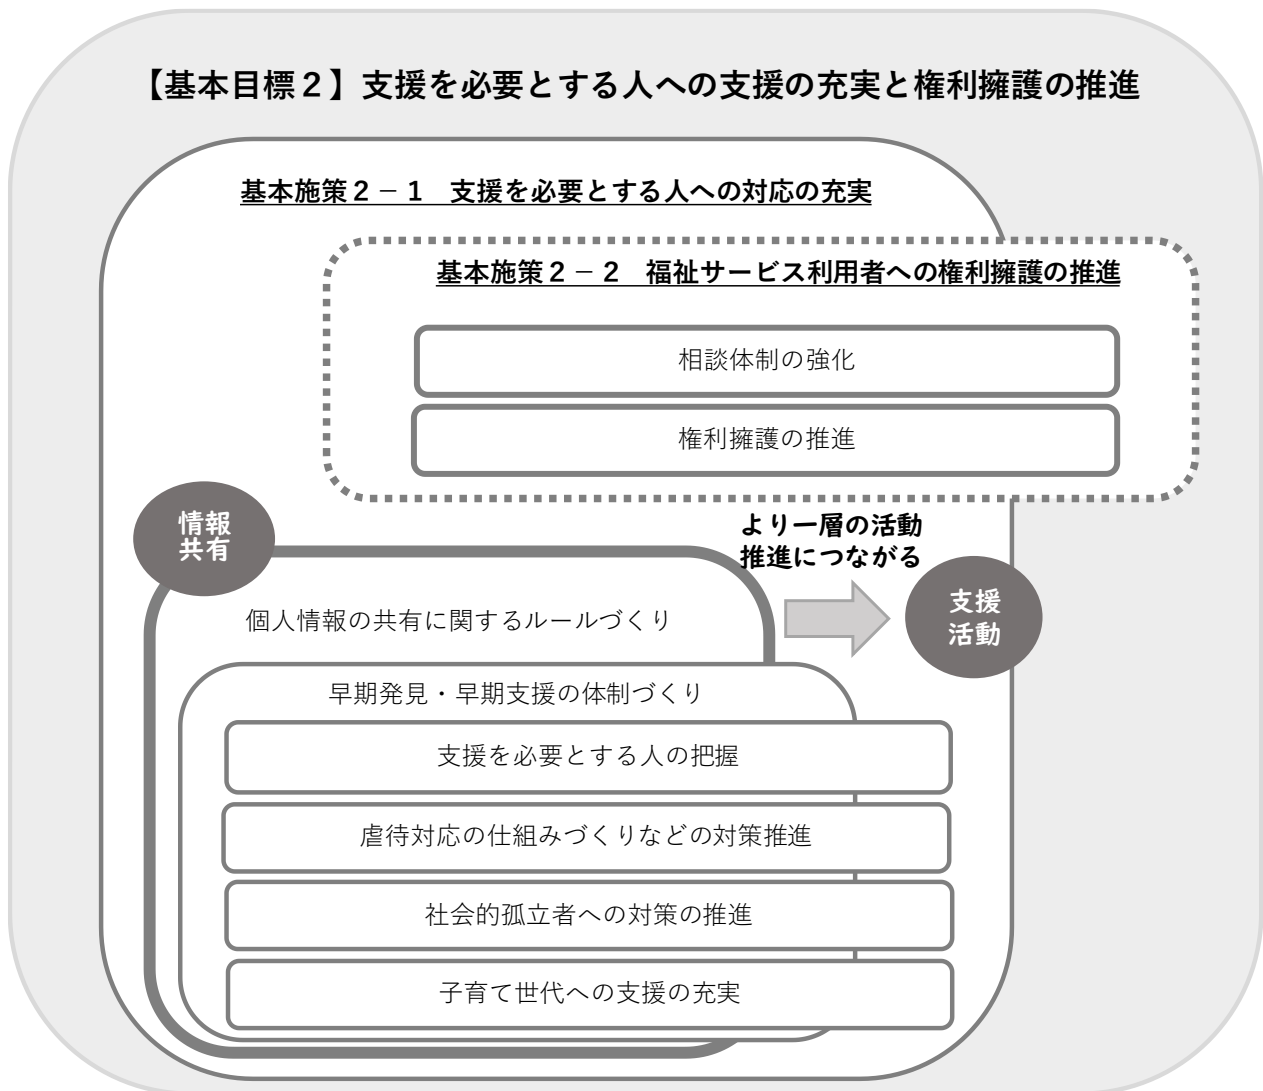 【基本目標２】支援を必要とする人への支援の充実と権利擁護の推進
基本施策２－１　支援を必要とする人への対応の充実
基本施策２－２　福祉サービス利用者への権利擁護の推進
相談体制の強化
権利擁護の推進
情報
共有
より一層の活動
推進につながる
支援
活動
個人情報の共有に関するルールづくり
早期発見・早期支援の体制づくり
支援を必要とする人の把握
虐待対応の仕組みづくりなどの対策推進
社会的孤立者への対策の推進
子育て世代への支援の充実